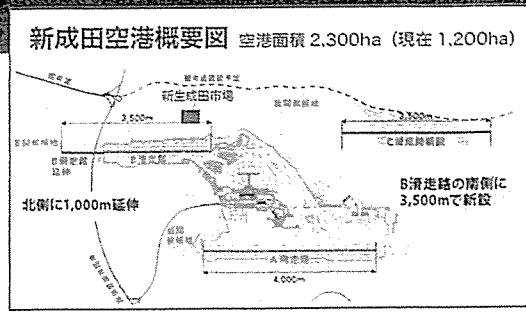 新成田空港概要図 空港面積 2,300ha（現在 1,200ha）
新生成田市場
3,500m
3,500m
B滑走路
延伸
B滑走路
C滑走路新設
北側に1,000m延伸
B滑走路の南側に
3,500mで新設
A滑走路
4,000m